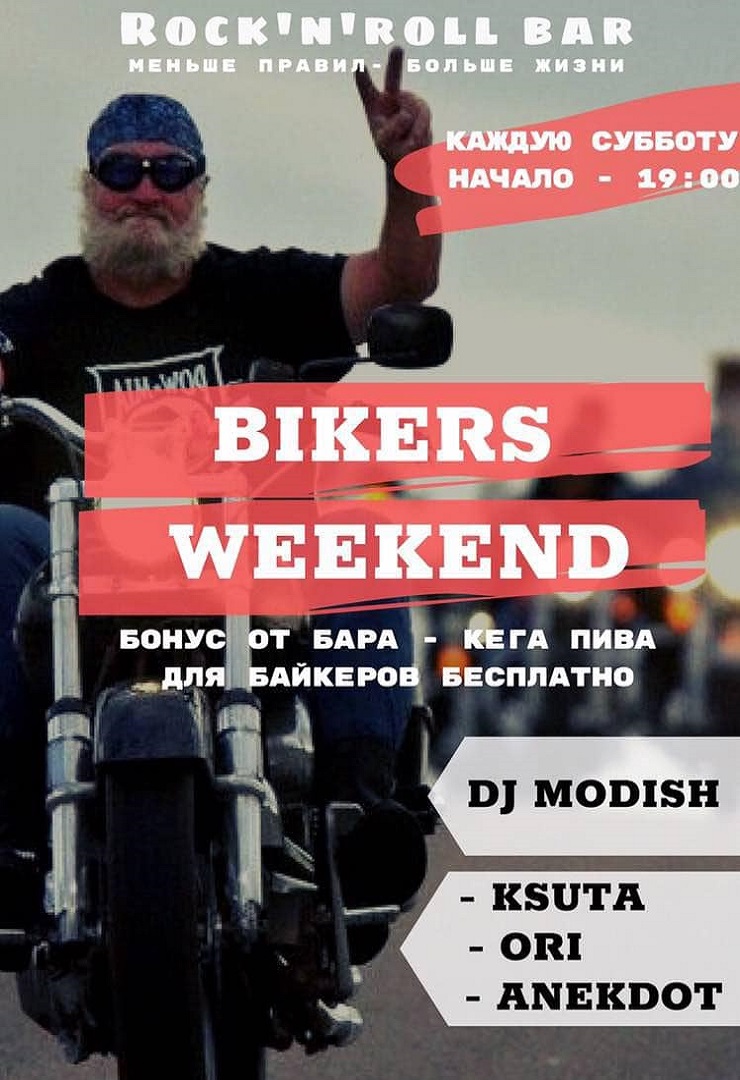 ROCK'N'ROLL BAR
МЕНЬШЕ ПРАВИЛ- БОЛЬШЕ ЖИЗНИ
КАЖДУЮ СУББОТУ
НАЧАЛО - 19:00
BIKERS
WEEKEND
БОНУС ОТ БАРА - КЕГА ПИВА
ДЛЯ БАЙКЕРОВ БЕСПЛАТНО
DJ MODISH
- KSUTA
- ORI
- ANEKDOT